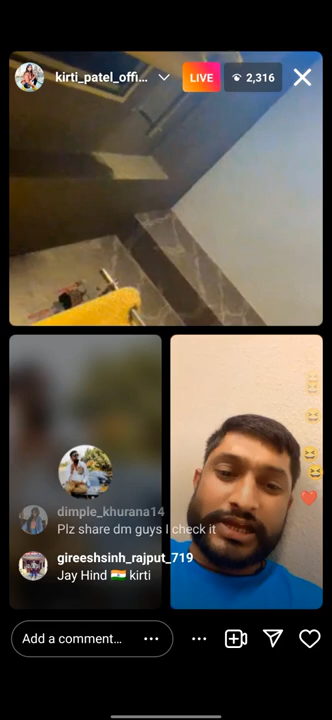 kirti_patel_offi...
LIVE
2,316
dimple_khurana14
Plz share dm guys I check it
gireeshsinh_rajput_719
Jay Hind 🇮🇳 kirti
Add a comment...